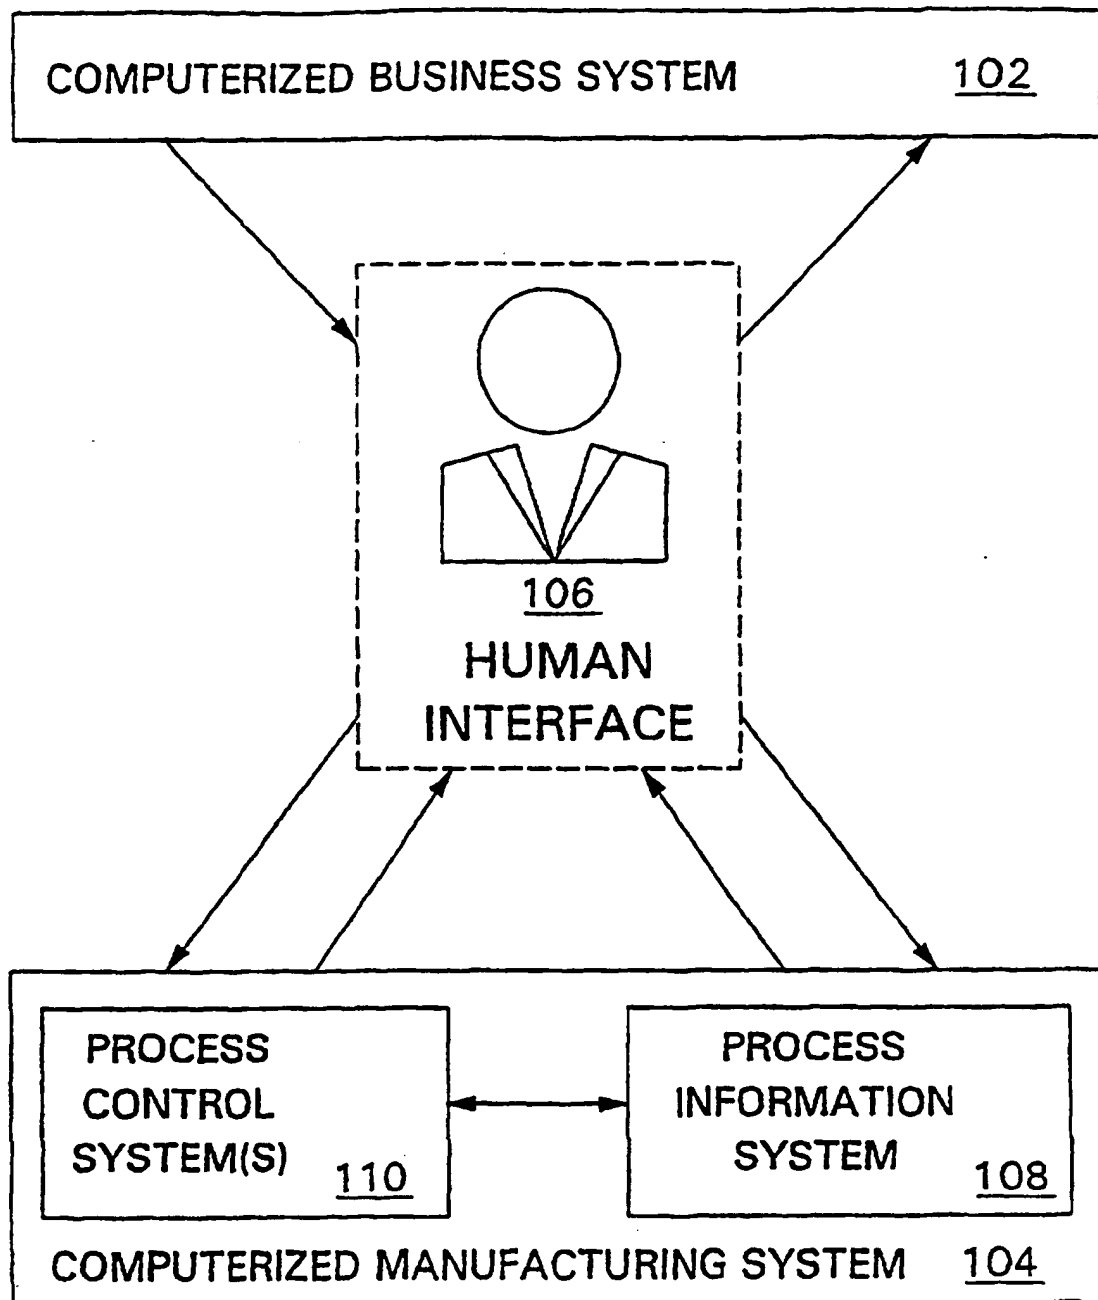 COMPUTERIZED BUSINESS SYSTEM 102
106
HUMAN
INTERFACE
PROCESS
CONTROL
SYSTEM(S)
110
PROCESS
INFORMATION
SYSTEM
108
COMPUTERIZED MANUFACTURING SYSTEM 104